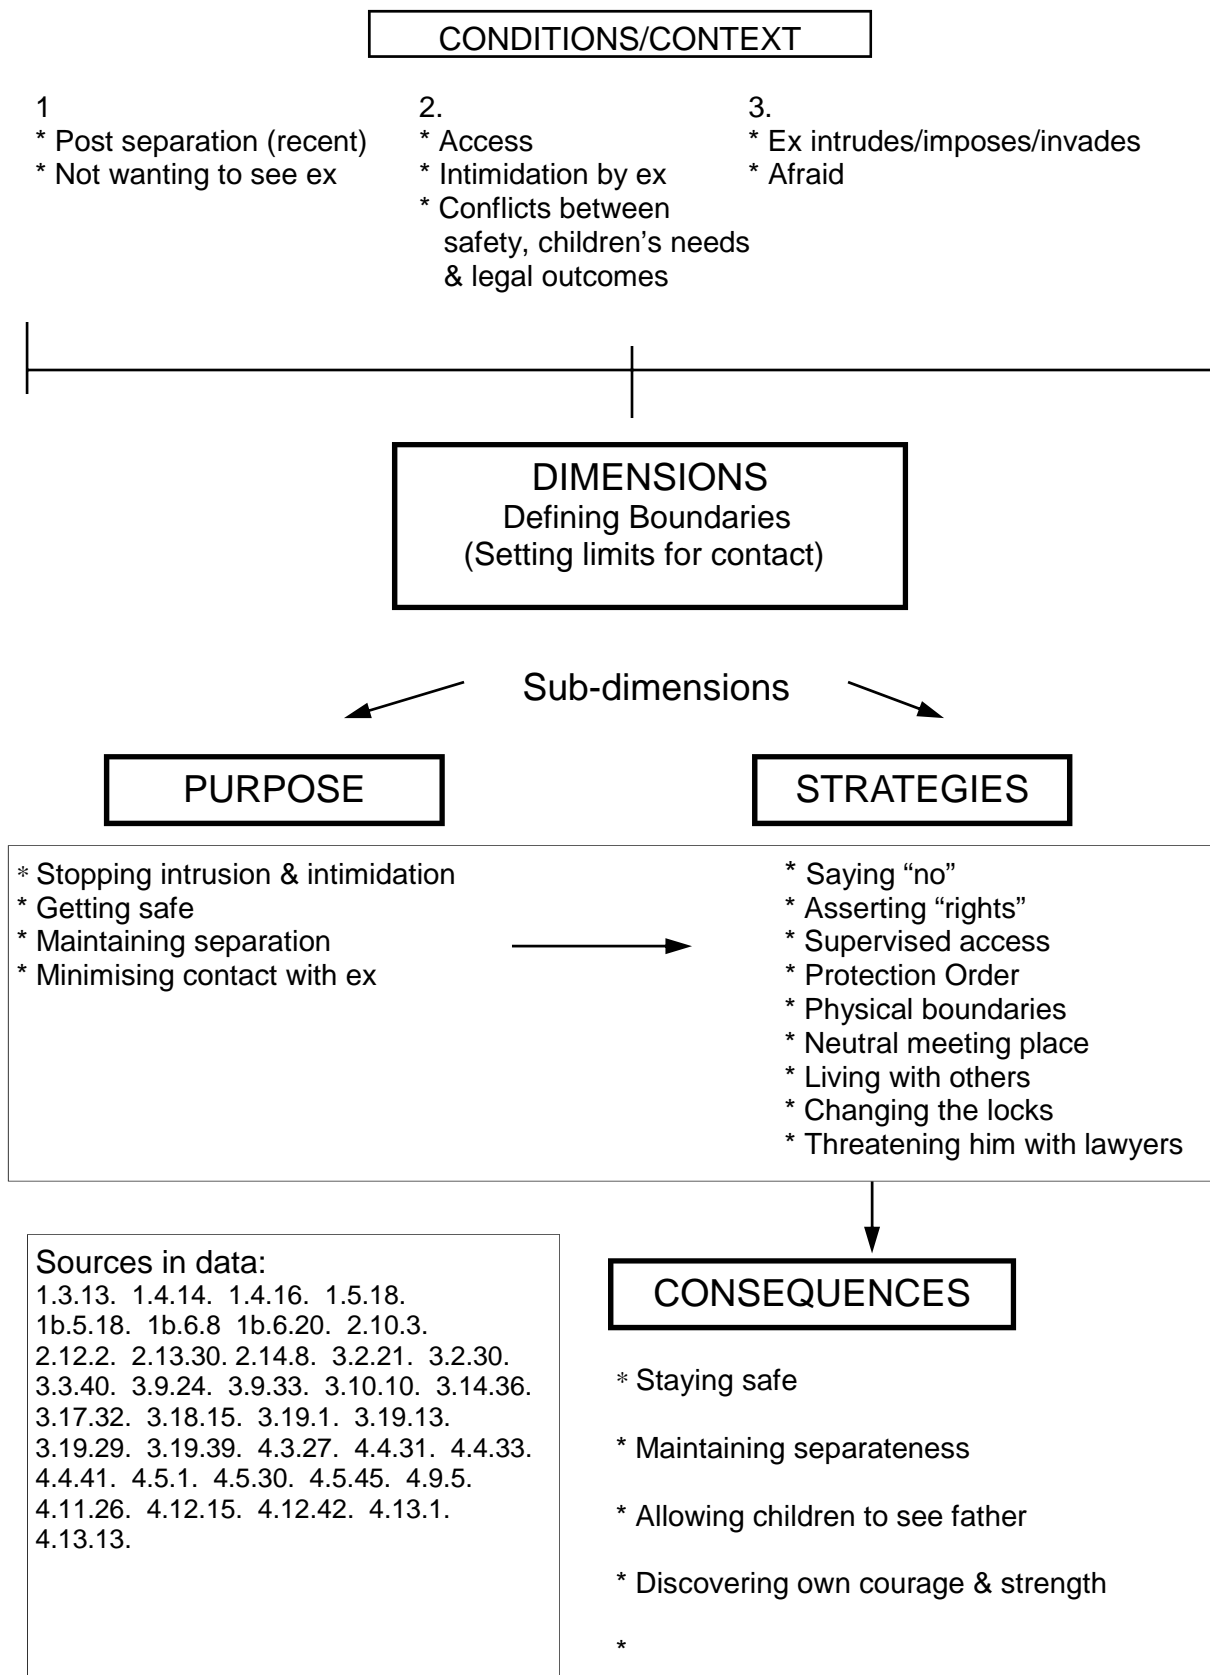 CONDITIONS/CONTEXT
1
* Post separation (recent)
* Not wanting to see ex
2.
* Access
* Intimidation by ex
* Conflicts between
safety, children’s needs
& legal outcomes
3.
* Ex intrudes/imposes/invades
* Afraid
DIMENSIONS
Defining Boundaries
(Setting limits for contact)
Sub-dimensions
PURPOSE
* Stopping intrusion & intimidation
* Getting safe
* Maintaining separation
* Minimising contact with ex
STRATEGIES
* Saying “no”
* Asserting “rights”
* Supervised access
* Protection Order
* Physical boundaries
* Neutral meeting place
* Living with others
* Changing the locks
* Threatening him with lawyers
Sources in data:
1.3.13. 1.4.14. 1.4.16. 1.5.18.
1b.5.18. 1b.6.8 1b.6.20. 2.10.3.
2.12.2. 2.13.30. 2.14.8. 3.2.21. 3.2.30.
3.3.40. 3.9.24. 3.9.33. 3.10.10. 3.14.36.
3.17.32. 3.18.15. 3.19.1. 3.19.13.
3.19.29. 3.19.39. 4.3.27. 4.4.31. 4.4.33.
4.4.41. 4.5.1. 4.5.30. 4.5.45. 4.9.5.
4.11.26. 4.12.15. 4.12.42. 4.13.1.
4.13.13.
CONSEQUENCES
* Staying safe
* Maintaining separateness
* Allowing children to see father
* Discovering own courage & strength
*